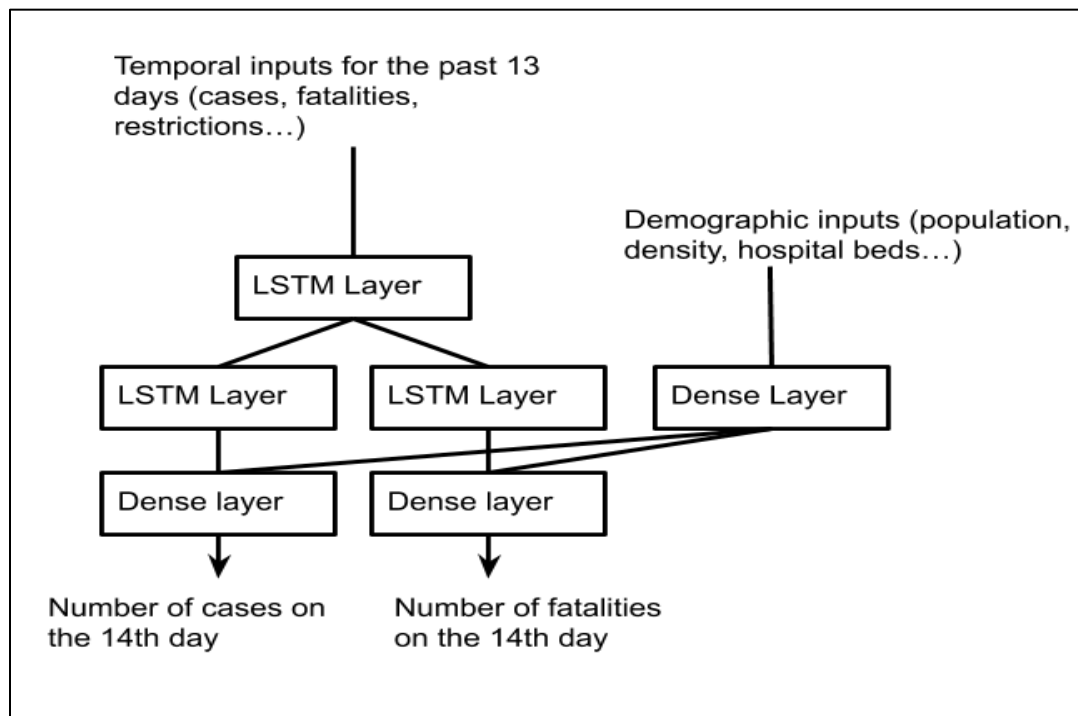 Temporal inputs for the past 13
days (cases, fatalities,
restrictions…)
Demographic inputs (population,
density, hospital beds…)
LSTM Layer
LSTM Layer
LSTM Layer
Dense Layer
Dense layer
Dense layer
Number of cases on
the 14th day
Number of fatalities
on the 14th day